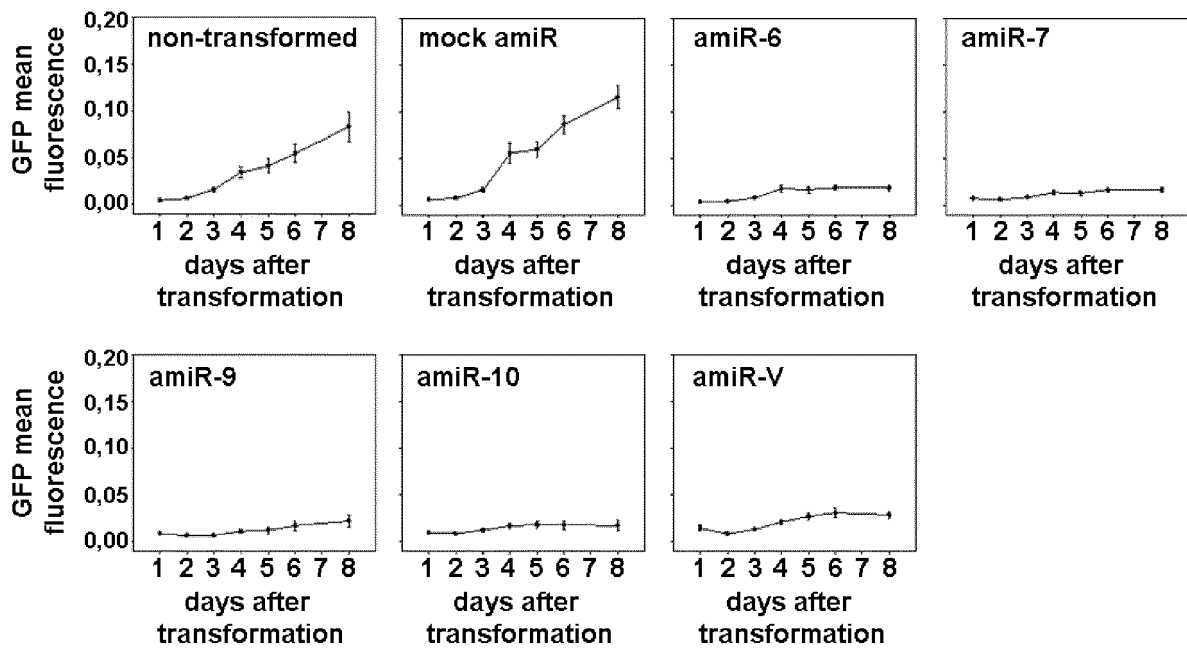 GFP mean
fluorescence
0,20
0,15
0,10
0,05
0,00
non-transformed
1 2 3 4 5 6 7 8
days after
transformation
mock amiR
1 2 3 4 5 6 7 8
days after
transformation
amiR-6
1 2 3 4 5 6 7 8
days after
transformation
amiR-7
1 2 3 4 5 6 7 8
days after
transformation
GFP mean
fluorescence
0,20
0,15
0,10
0,05
0,00
amiR-9
1 2 3 4 5 6 7 8
days after
transformation
amiR-10
1 2 3 4 5 6 7 8
days after
transformation
amiR-V
1 2 3 4 5 6 7 8
days after
transformation